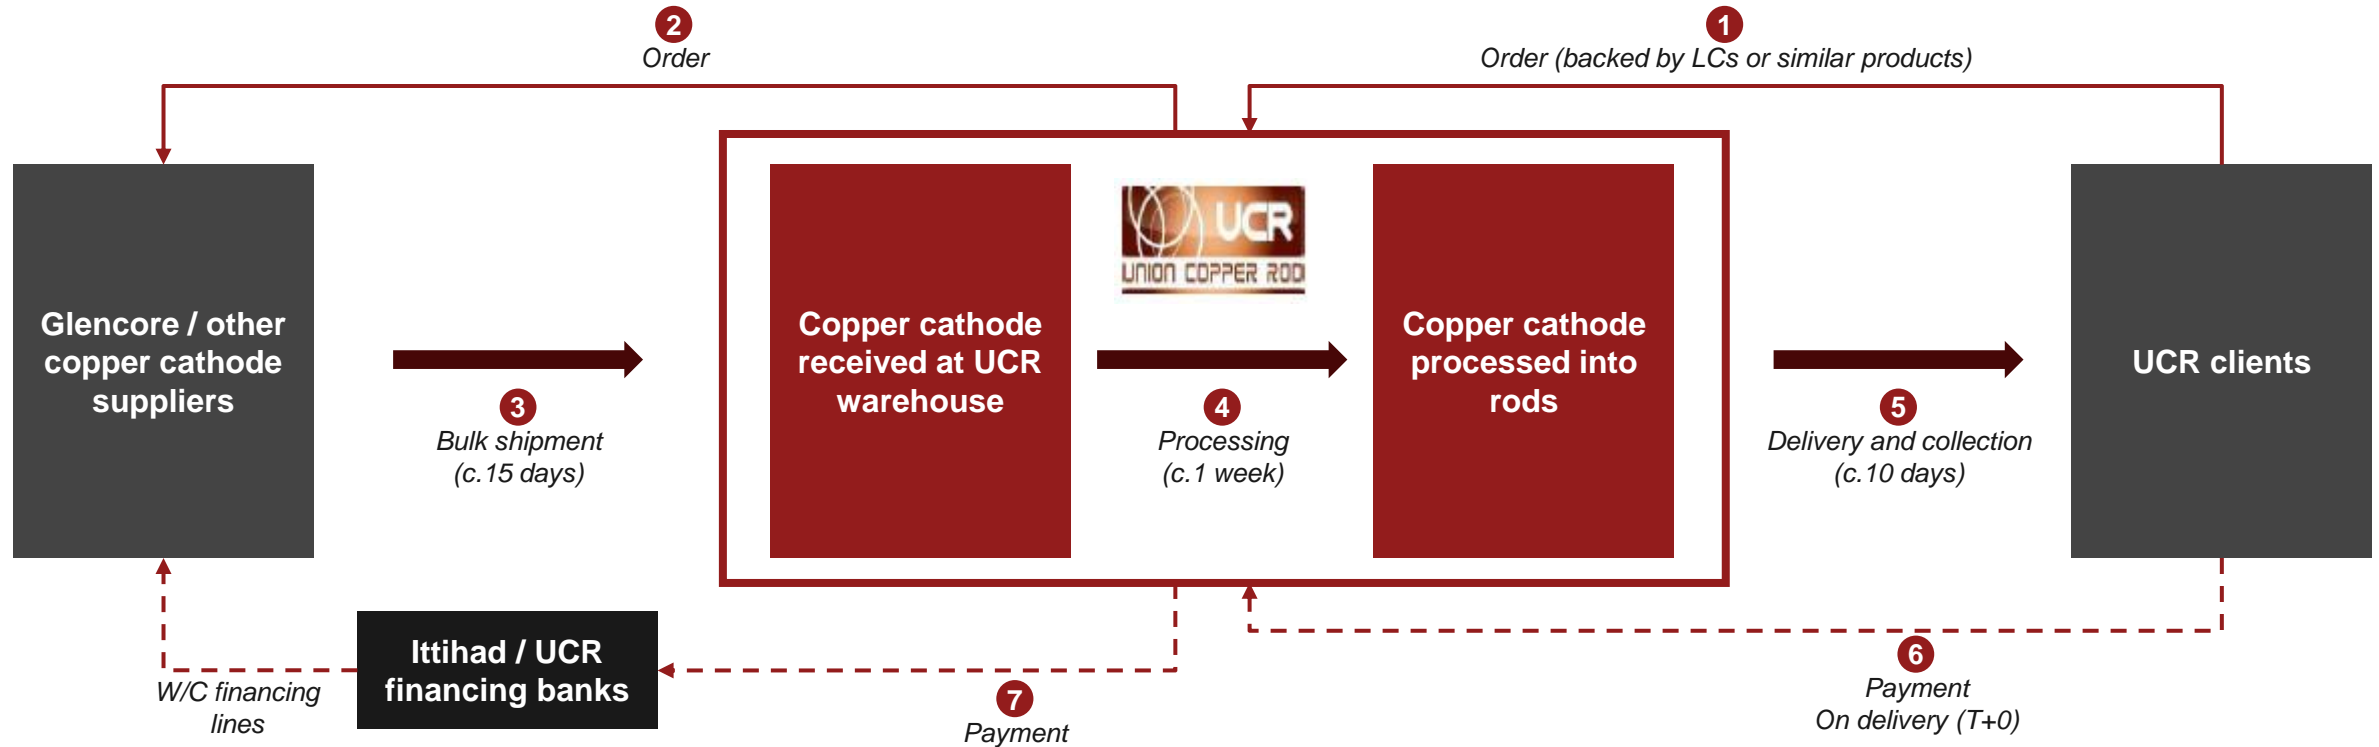 2
Order
1
Order (backed by LCs or similar products)
Glencore / other
copper cathode
suppliers
3
Bulk shipment
(c.15 days)
Copper cathode
received at UCR
warehouse
UCR
UNION COPPER ROD
4
Processing
(c.1 week)
Copper cathode
processed into
rods
5
Delivery and collection
(c.10 days)
UCR clients
W/C financing
lines
Ittihad / UCR
financing banks
7
Payment
6
Payment
On delivery (T+0)